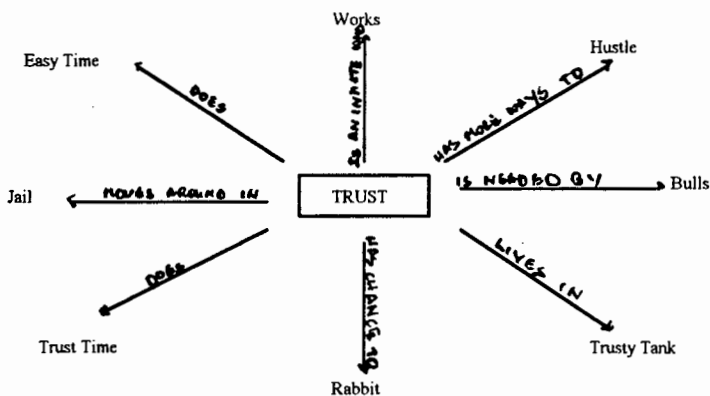 Works
Easy Time
Hustle
DOES
IS AN INMATE WHO
HAS MORE WAYS TO
Jail
MOVES AROUND IN
TRUST
IS NEEDED BY
Bulls
DOES
HAS CHANCE TO
LIVES IN
Trust Time
Trusty Tank
Rabbit